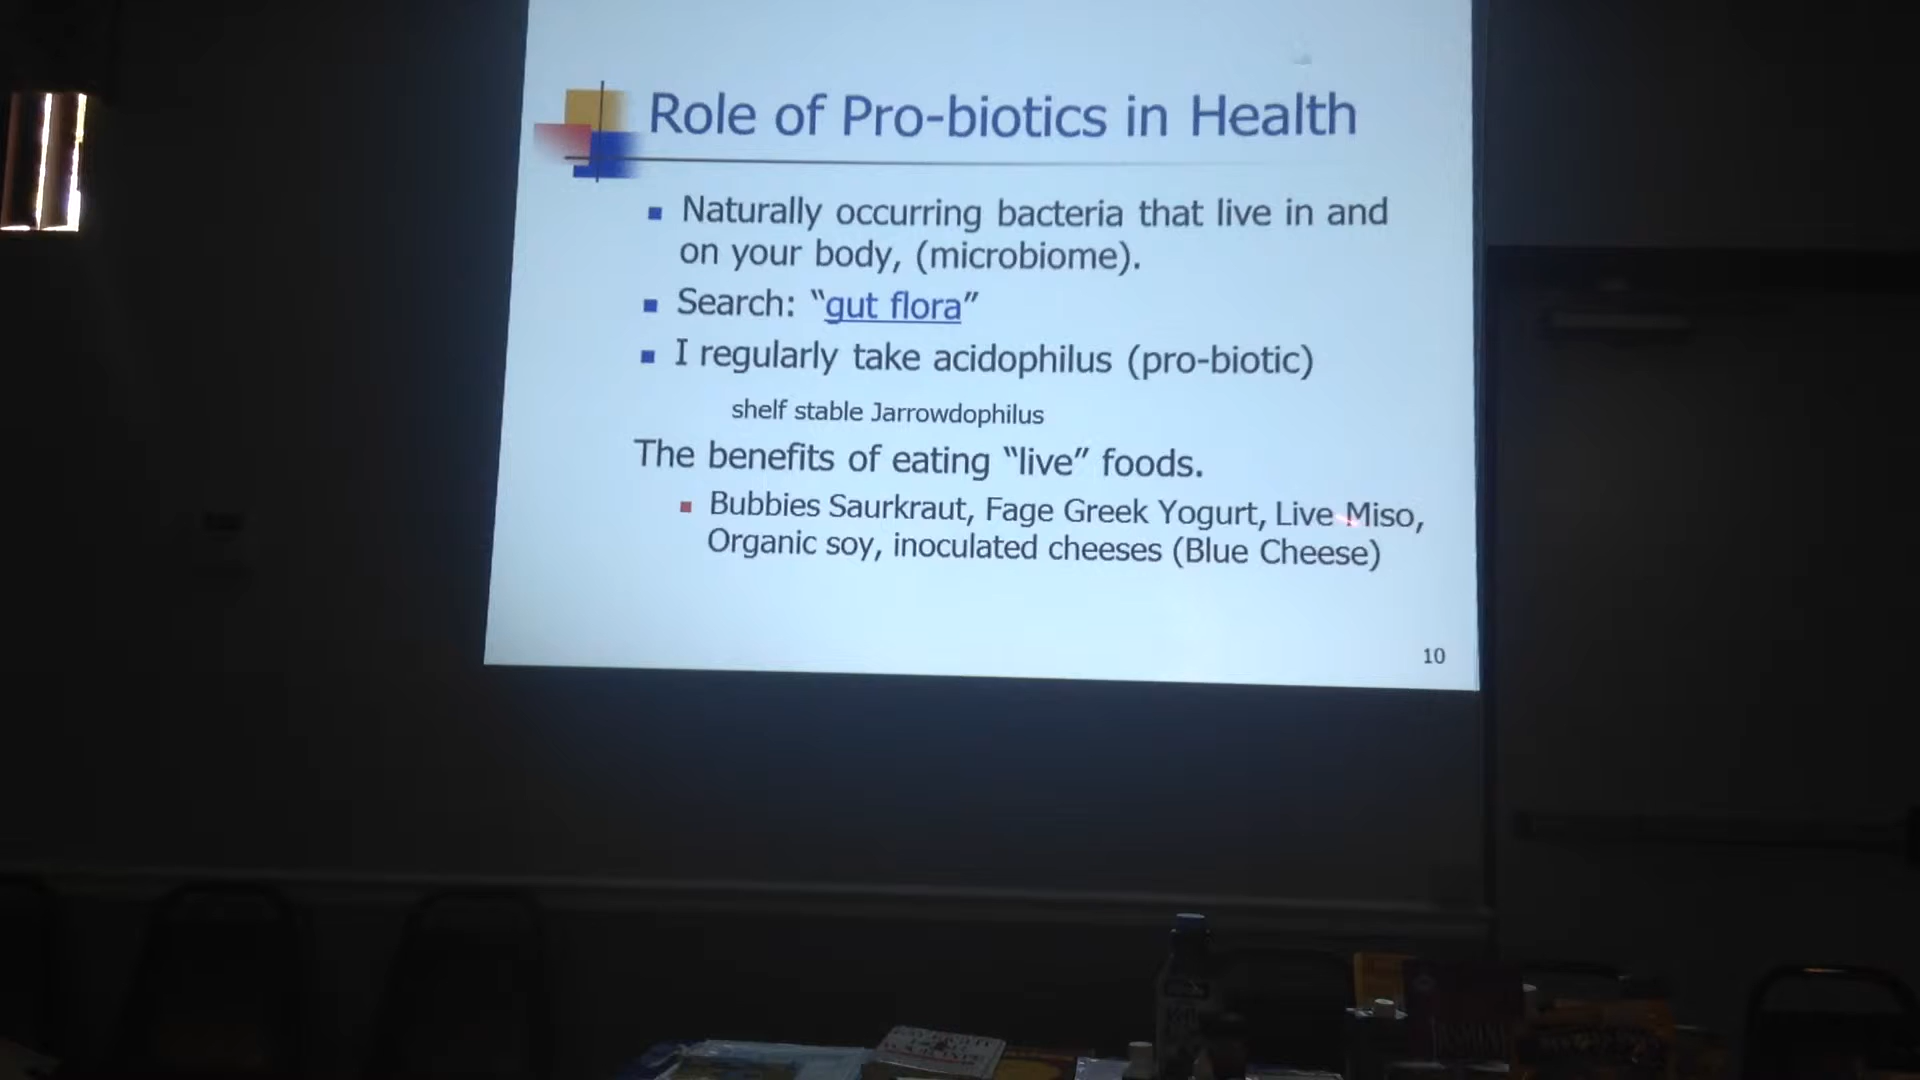 Role of Pro-biotics in Health
Naturally occurring bacteria that live in and
on your body, (microbiome).
Search: “gut flora”
I regularly take acidophilus (pro-biotic)
shelf stable Jarrowdophilus
The benefits of eating “live” foods.
Bubbies Saurkraut, Fage Greek Yogurt, Live Miso,
Organic soy, inoculated cheeses (Blue Cheese)
10